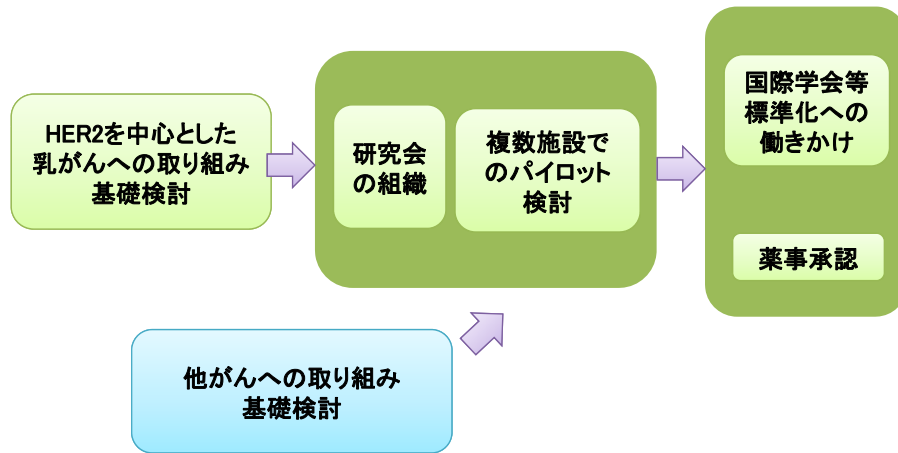 HER2を中心とした
乳がんへの取り組み
基礎検討
研究会
の組織
複数施設で
のパイロット
検討
国際学会等
標準化への
働きかけ
薬事承認
他がんへの取り組み
基礎検討